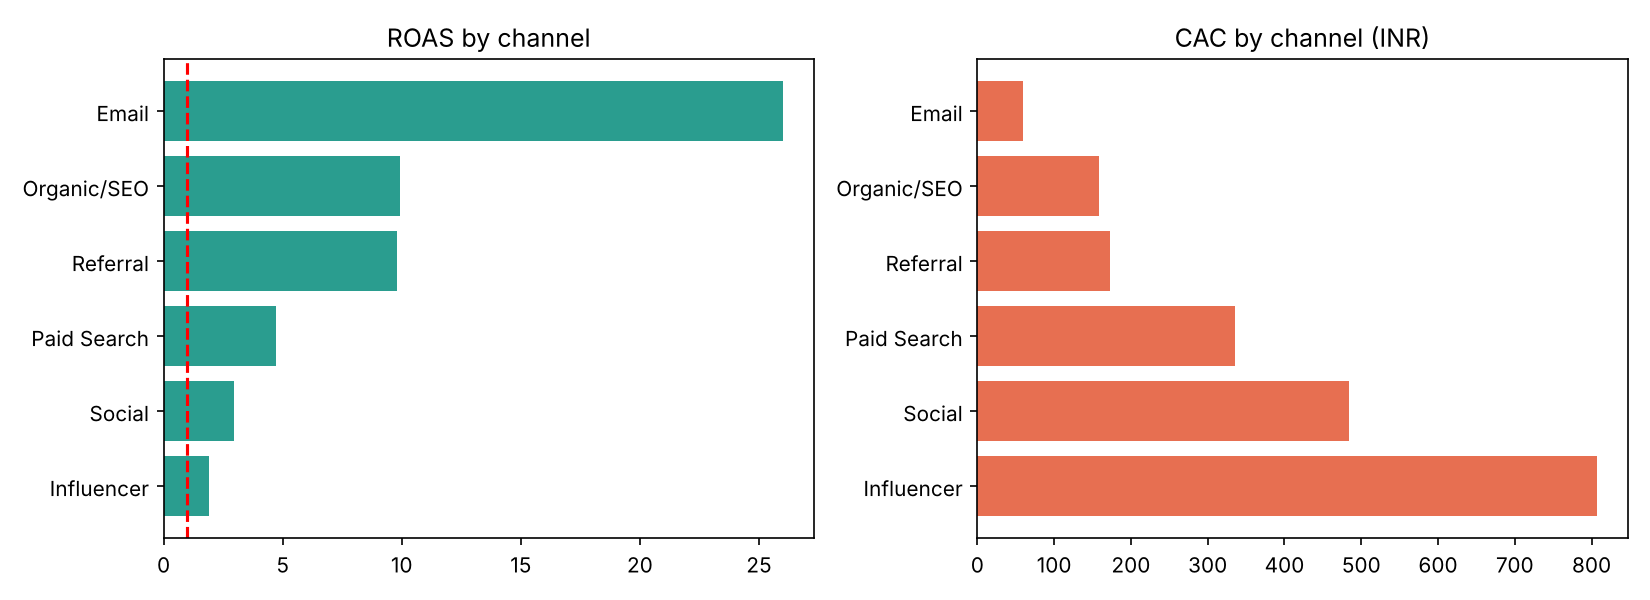 ROAS by channel
Email
Organic/SEO
Referral
Paid Search
Social
Influencer
0 5 10 15 20 25
CAC by channel (INR)
Email
Organic/SEO
Referral
Paid Search
Social
Influencer
0 100 200 300 400 500 600 700 800